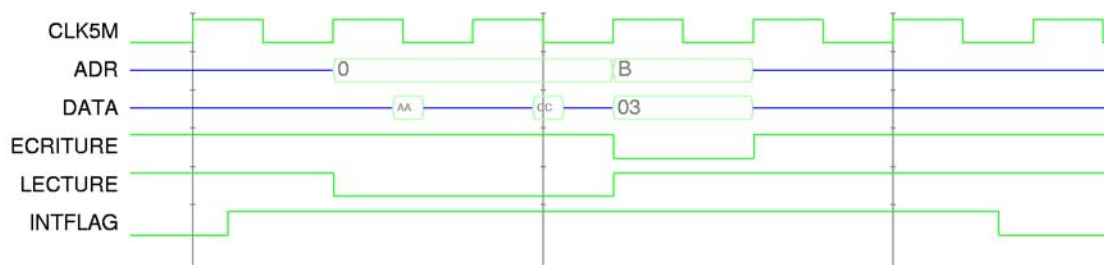 CLK5M
ADR 0 B
DATA AA CC 03
ECRITURE
LECTURE
INTFLAG